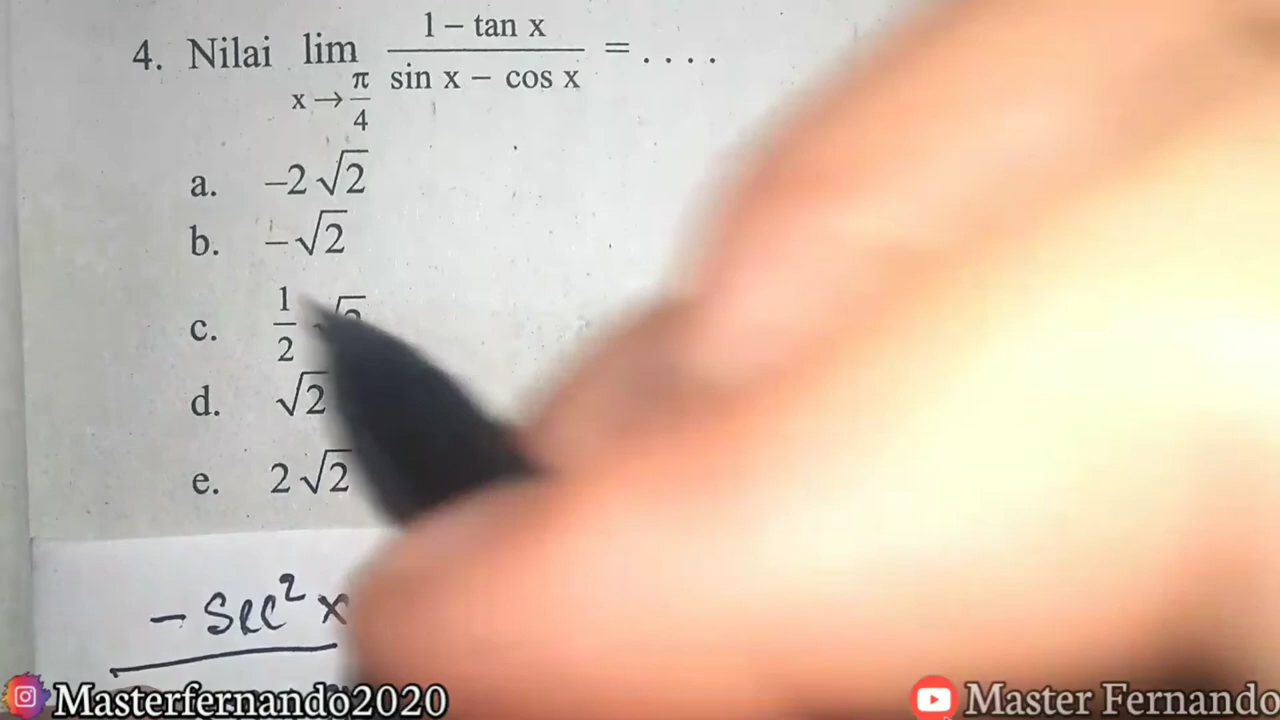 4. Nilai lim x→π/4 (1 – tan x)/(sin x – cos x) = . . . .
a. –2√2
b. –√2
c. 1/2 √2
d. √2
e. 2√2
– sec² x
Masterfernando2020
Master Fernando